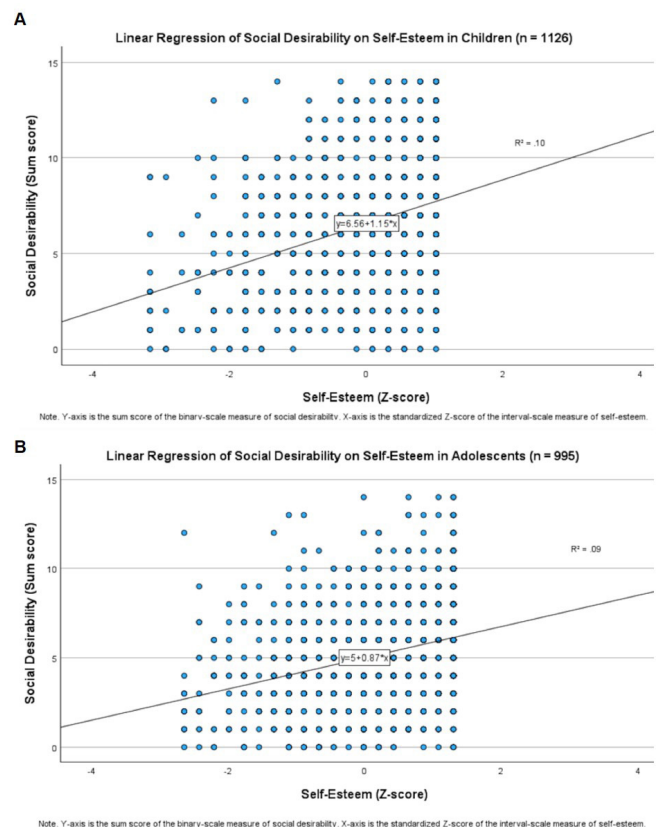 A
Linear Regression of Social Desirability on Self-Esteem in Children (n = 1126)
15
R² = .10
10
y=6.56+1.15*x
5
0
Social Desirability (Sum score)
-4 -2 0 2 4
Self-Esteem (Z-score)
Note. Y-axis is the sum score of the binary-scale measure of social desirability. X-axis is the standardized Z-score of the interval-scale measure of self-esteem.
B
Linear Regression of Social Desirability on Self-Esteem in Adolescents (n = 995)
15
R² = .09
10
y=5+0.87*x
5
0
Social Desirability (Sum score)
-4 -2 0 2 4
Self-Esteem (Z-score)
Note. Y-axis is the sum score of the binary-scale measure of social desirability. X-axis is the standardized Z-score of the interval-scale measure of self-esteem.